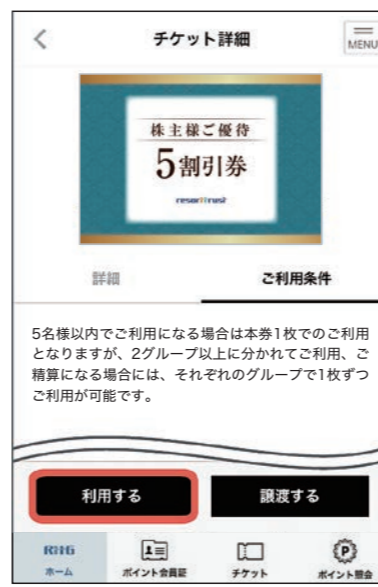 チケット詳細
MENU
株主様ご優待
5割引券
resorttrust
詳細
ご利用条件
5名様以内でご利用になる場合は本券1枚でのご利用
となりますが、2グループ以上に分かれてご利用、ご
精算になる場合には、それぞれのグループで1枚ずつ
ご利用が可能です。
利用する
譲渡する
ホーム
ポイント会員証
チケット
P
ポイント照会